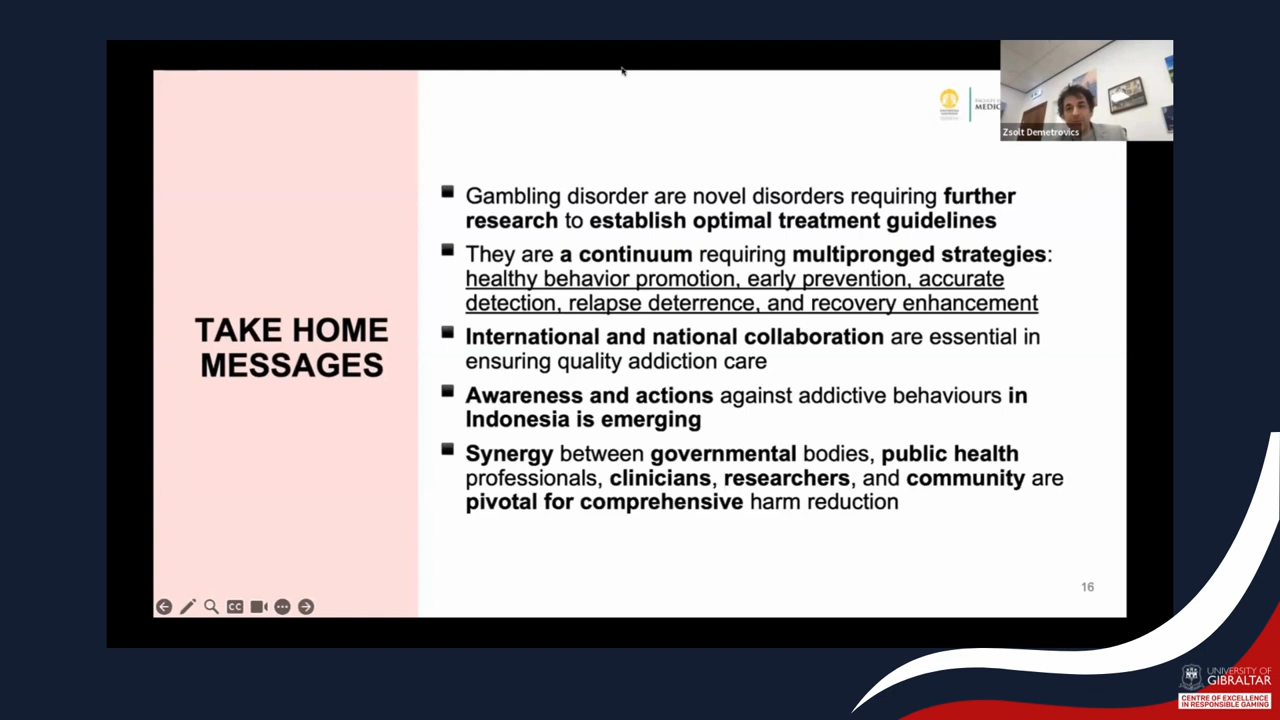 Zsolt Demetrovics
TAKE HOME
MESSAGES
Gambling disorder are novel disorders requiring further
research to establish optimal treatment guidelines
They are a continuum requiring multipronged strategies:
healthy behavior promotion, early prevention, accurate
detection, relapse deterrence, and recovery enhancement
International and national collaboration are essential in
ensuring quality addiction care
Awareness and actions against addictive behaviours in
Indonesia is emerging
Synergy between governmental bodies, public health
professionals, clinicians, researchers, and community are
pivotal for comprehensive harm reduction
16
CC
UNIVERSITY OF
GIBRALTAR
CENTRE OF EXCELLENCE
IN RESPONSIBLE GAMING